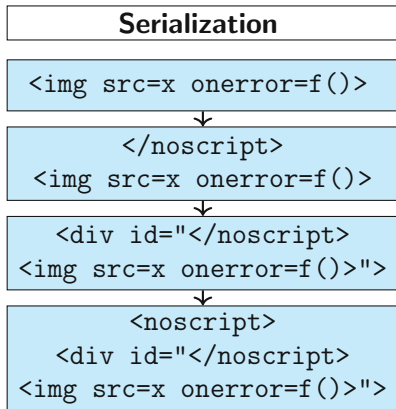 Serialization
<img src=x onerror=f()>
</noscript>
<img src=x onerror=f()>
<div id="</noscript>
<img src=x onerror=f()>">
<noscript>
<div id="</noscript>
<img src=x onerror=f()>">